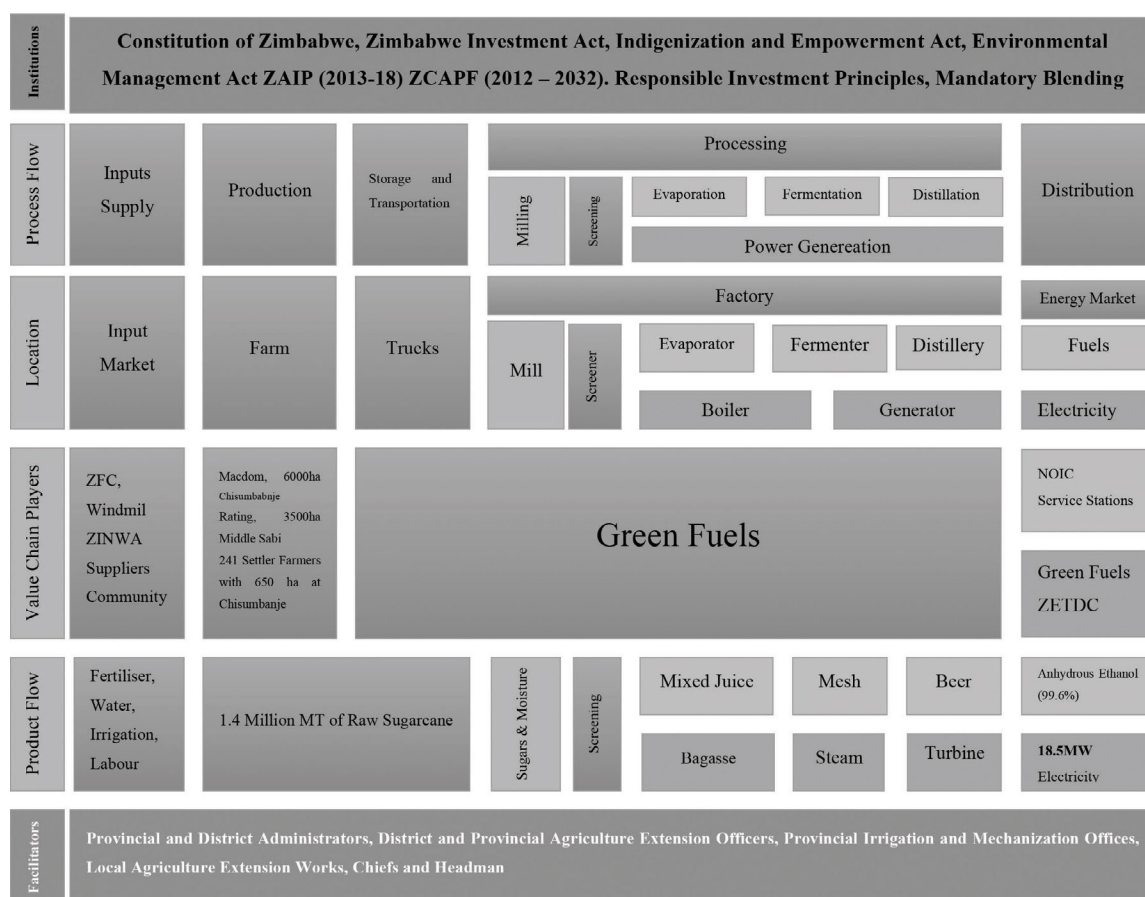 Institutions
Constitution of Zimbabwe, Zimbabwe Investment Act, Indigenization and Empowerment Act, Environmental
Management Act ZAIP (2013-18) ZCAPF (2012 – 2032). Responsible Investment Principles, Mandatory Blending
Process Flow
Inputs
Supply
Production
Storage and
Transportation
Processing
Milling
Screening
Evaporation
Fermentation
Distillation
Power Genereation
Distribution
Location
Input
Market
Farm
Trucks
Factory
Mill
Screener
Evaporator
Fermenter
Distillery
Boiler
Generator
Energy Market
Fuels
Electricity
Value Chain Players
ZFC,
Windmil
ZINWA
Suppliers
Community
Macdom, 6000ha
Chisumbabnje
Rating, 3500ha
Middle Sabi
241 Settler Farmers
with 650 ha at
Chisumbanje
Green Fuels
NOIC
Service Stations
Green Fuels
ZETDC
Product Flow
Fertiliser,
Water,
Irrigation,
Labour
1.4 Million MT of Raw Sugarcane
Sugars & Moisture
Screening
Mixed Juice
Mesh
Beer
Bagasse
Steam
Turbine
Anhydrous Ethanol
(99.6%)
18.5MW
Electricity
Facilitators
Provincial and District Administrators, District and Provincial Agriculture Extension Officers, Provincial Irrigation and Mechanization Offices,
Local Agriculture Extension Works, Chiefs and Headman